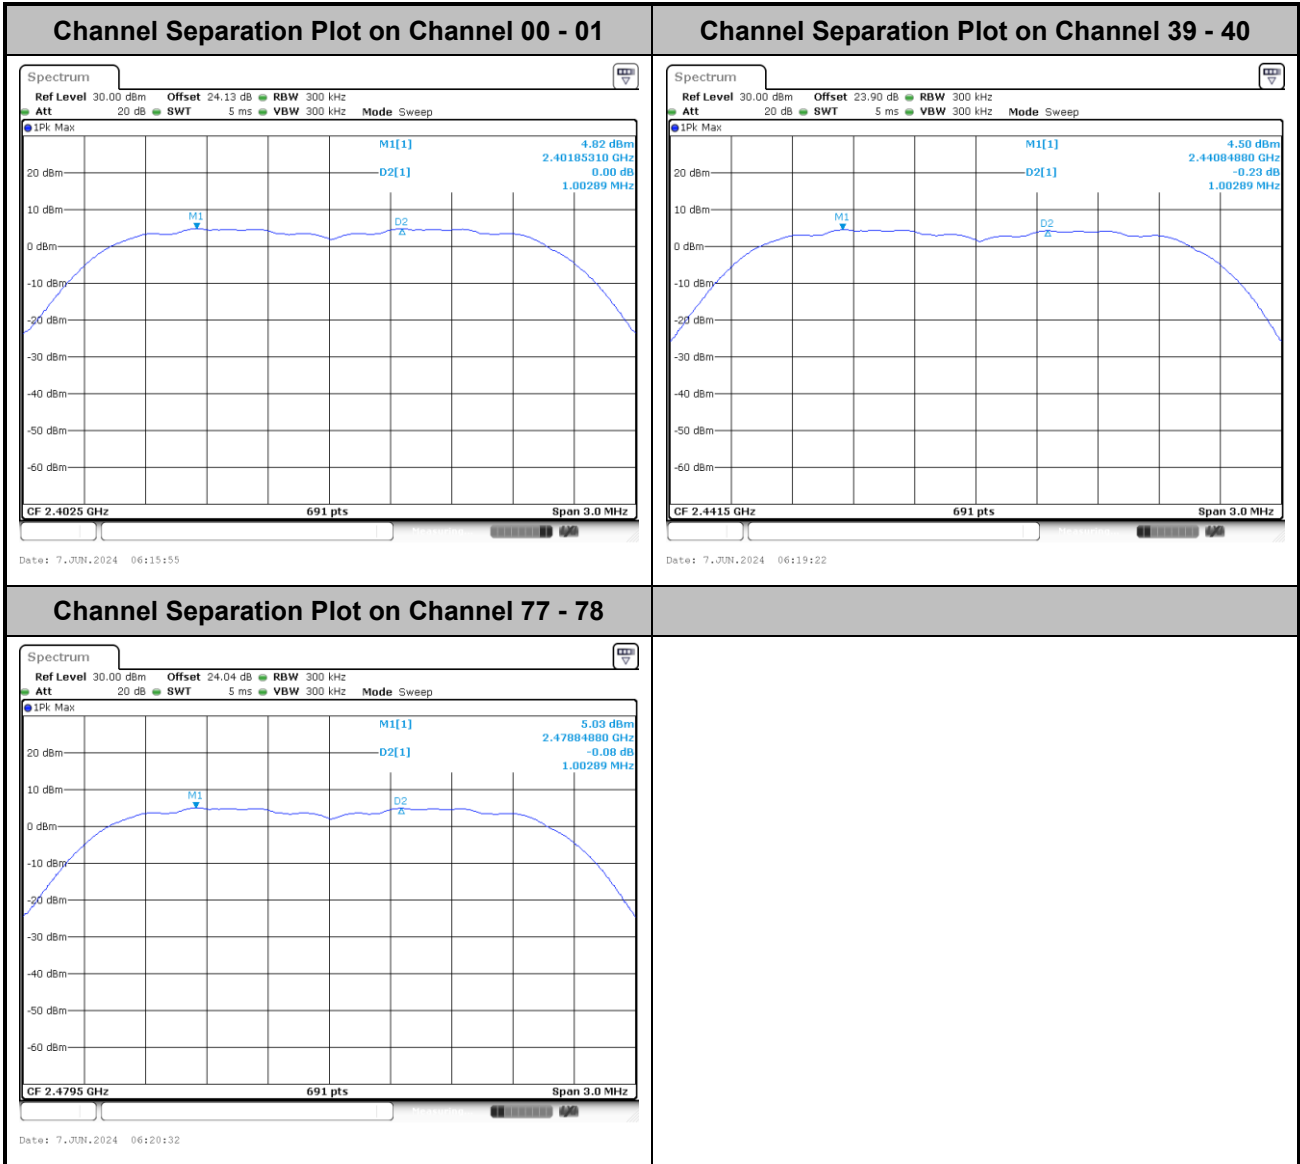 Channel Separation Plot on Channel 00 - 01
Spectrum
Ref Level 30.00 dBm Offset 24.13 dB RBW 300 kHz
Att 20 dB SWT 5 ms VBW 300 kHz Mode Sweep
1Pk Max
M1[1] 4.82 dBm
2.40185310 GHz
D2[1] 0.00 dB
1.00289 MHz
20 dBm
10 dBm
M1
D2
0 dBm
-10 dBm
-20 dBm
-30 dBm
-40 dBm
-50 dBm
-60 dBm
CF 2.4025 GHz 691 pts Span 3.0 MHz
Date: 7.JUN.2024 06:15:55
Channel Separation Plot on Channel 39 - 40
Spectrum
Ref Level 30.00 dBm Offset 23.90 dB RBW 300 kHz
Att 20 dB SWT 5 ms VBW 300 kHz Mode Sweep
1Pk Max
M1[1] 4.50 dBm
2.44084880 GHz
D2[1] -0.23 dB
1.00289 MHz
20 dBm
10 dBm
M1
D2
0 dBm
-10 dBm
-20 dBm
-30 dBm
-40 dBm
-50 dBm
-60 dBm
CF 2.4415 GHz 691 pts Span 3.0 MHz
Date: 7.JUN.2024 06:19:22
Channel Separation Plot on Channel 77 - 78
Spectrum
Ref Level 30.00 dBm Offset 24.04 dB RBW 300 kHz
Att 20 dB SWT 5 ms VBW 300 kHz Mode Sweep
1Pk Max
M1[1] 5.03 dBm
2.47884880 GHz
D2[1] -0.08 dB
1.00289 MHz
20 dBm
10 dBm
M1
D2
0 dBm
-10 dBm
-20 dBm
-30 dBm
-40 dBm
-50 dBm
-60 dBm
CF 2.4795 GHz 691 pts Span 3.0 MHz
Date: 7.JUN.2024 06:20:32